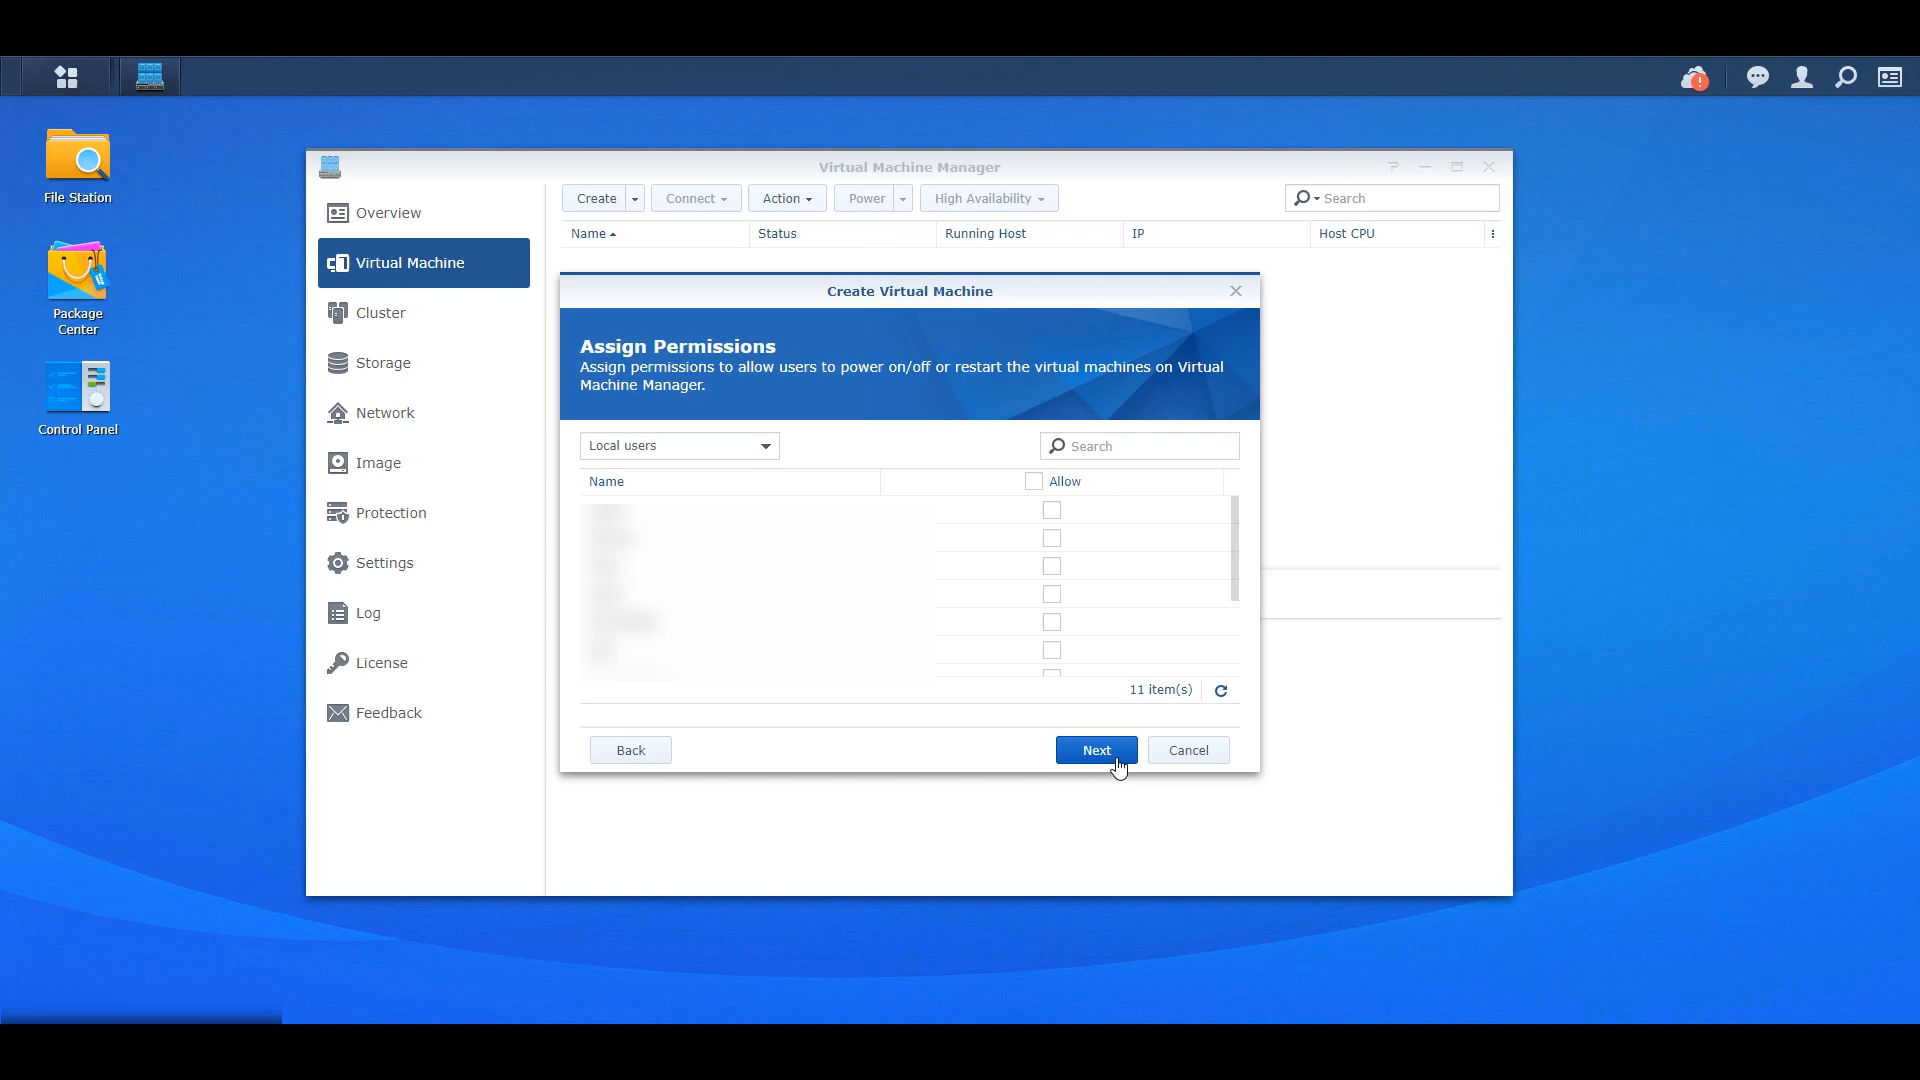 File Station
Package
Center
Control Panel
Virtual Machine Manager
Overview
Virtual Machine
Cluster
Storage
Network
Image
Protection
Settings
Log
License
Feedback
Create
Connect
Action
Power
High Availability
Search
Name
Status
Running Host
IP
Host CPU
Create Virtual Machine
Assign Permissions
Assign permissions to allow users to power on/off or restart the virtual machines on Virtual
Machine Manager.
Local users
Search
Name
Allow
11 item(s)
Back
Next
Cancel